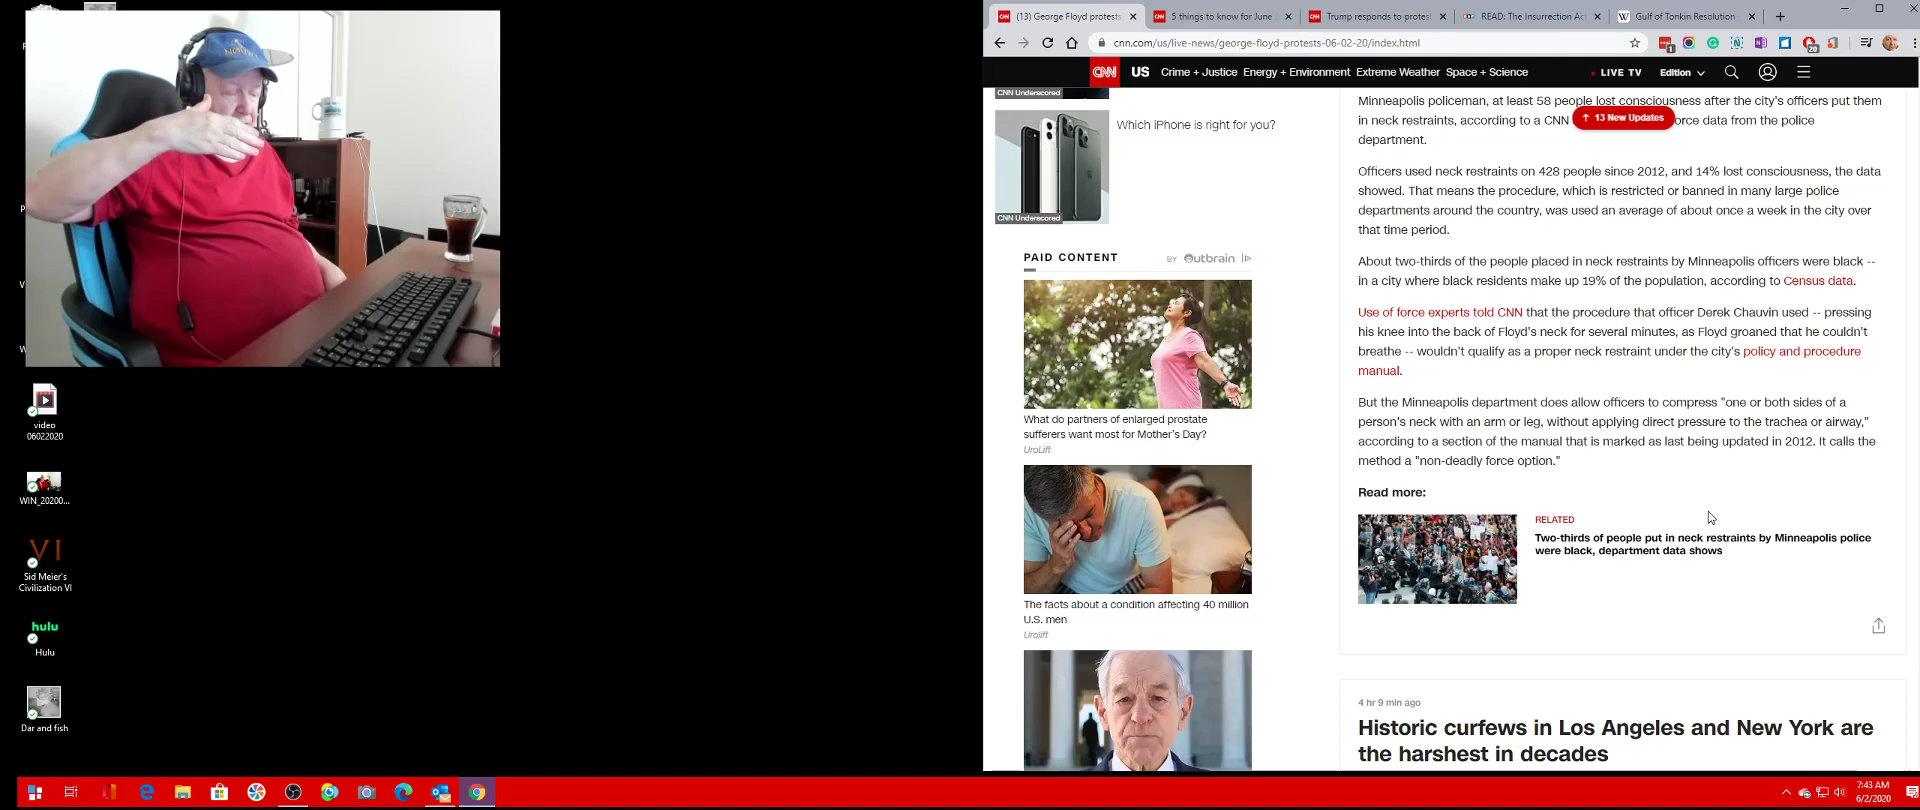 (13) George Floyd protests
5 things to know for June
Trump responds to protest
READ: The Insurrection Act
Gulf of Tonkin Resolution -
cnn.com/us/live-news/george-floyd-protests-06-02-20/index.html
1
20
CNN US Crime + Justice Energy + Environment Extreme Weather Space + Science
LIVE TV Edition
CNN Underscored
Which iPhone is right for you?
CNN Underscored
PAID CONTENT BY Outbrain
What do partners of enlarged prostate
sufferers want most for Mother's Day?
UroLift
The facts about a condition affecting 40 million
U.S. men
Urolift
Minneapolis policeman, at least 58 people lost consciousness after the city's officers put them
in neck restraints, according to a CNN
13 New Updates
orce data from the police
department.
Officers used neck restraints on 428 people since 2012, and 14% lost consciousness, the data
showed. That means the procedure, which is restricted or banned in many large police
departments around the country, was used an average of about once a week in the city over
that time period.
About two-thirds of the people placed in neck restraints by Minneapolis officers were black --
in a city where black residents make up 19% of the population, according to Census data.
Use of force experts told CNN that the procedure that officer Derek Chauvin used -- pressing
his knee into the back of Floyd's neck for several minutes, as Floyd groaned that he couldn't
breathe -- wouldn't qualify as a proper neck restraint under the city's policy and procedure
manual.
But the Minneapolis department does allow officers to compress "one or both sides of a
person's neck with an arm or leg, without applying direct pressure to the trachea or airway,"
according to a section of the manual that is marked as last being updated in 2012. It calls the
method a "non-deadly force option."
Read more:
RELATED
Two-thirds of people put in neck restraints by Minneapolis police
were black, department data shows
4 hr 9 min ago
Historic curfews in Los Angeles and New York are
the harshest in decades
video
06022020
WIN_20200...
VI
Sid Meier's
Civilization VI
hulu
Hulu
Dar and fish
7:43 AM
6/2/2020